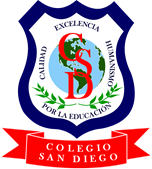 EXCELENCIA
CALIDAD
HUMANISMO
CSD
POR LA EDUCACIÓN
COLEGIO
SAN DIEGO